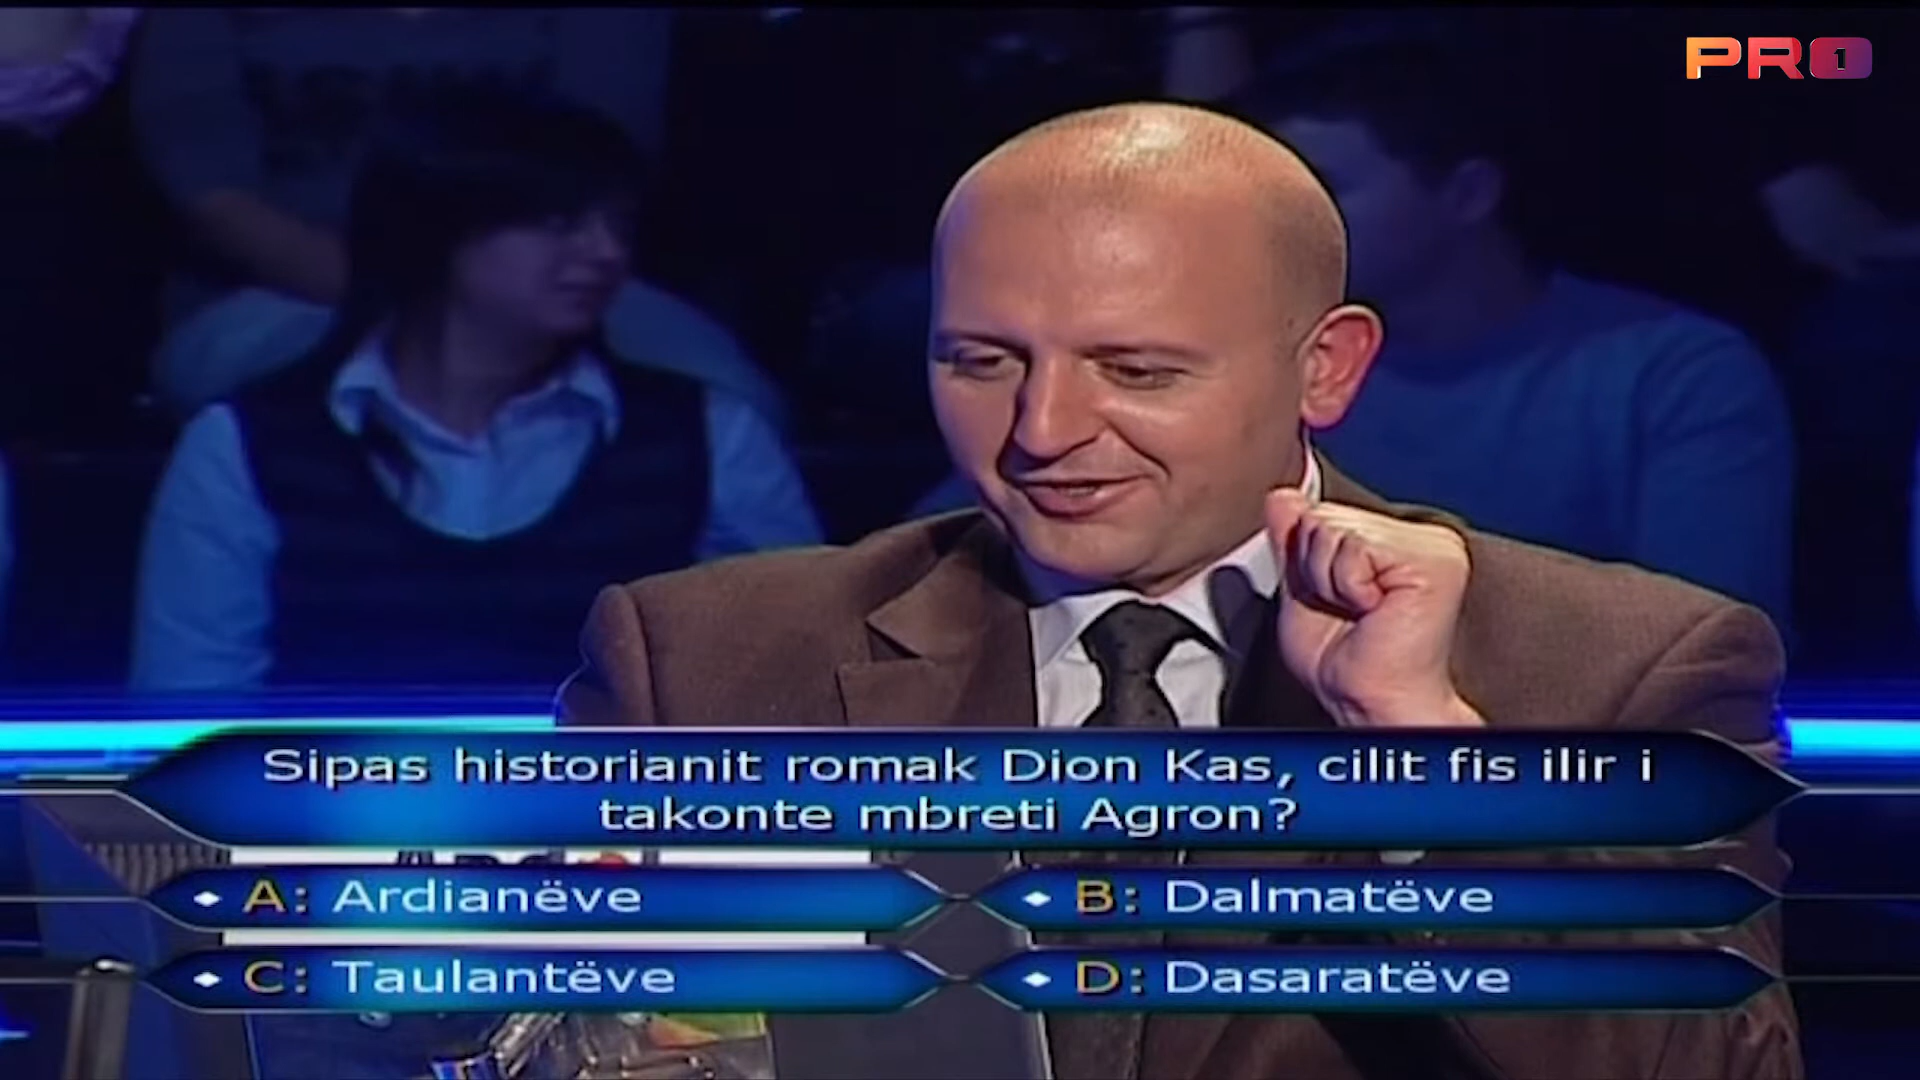 PRO 1
Sipas historianit romak Dion Kas, cilit fis ilir i
takonte mbreti Agron?
A: Ardianëve
B: Dalmatëve
C: Taulantëve
D: Dasaratëve